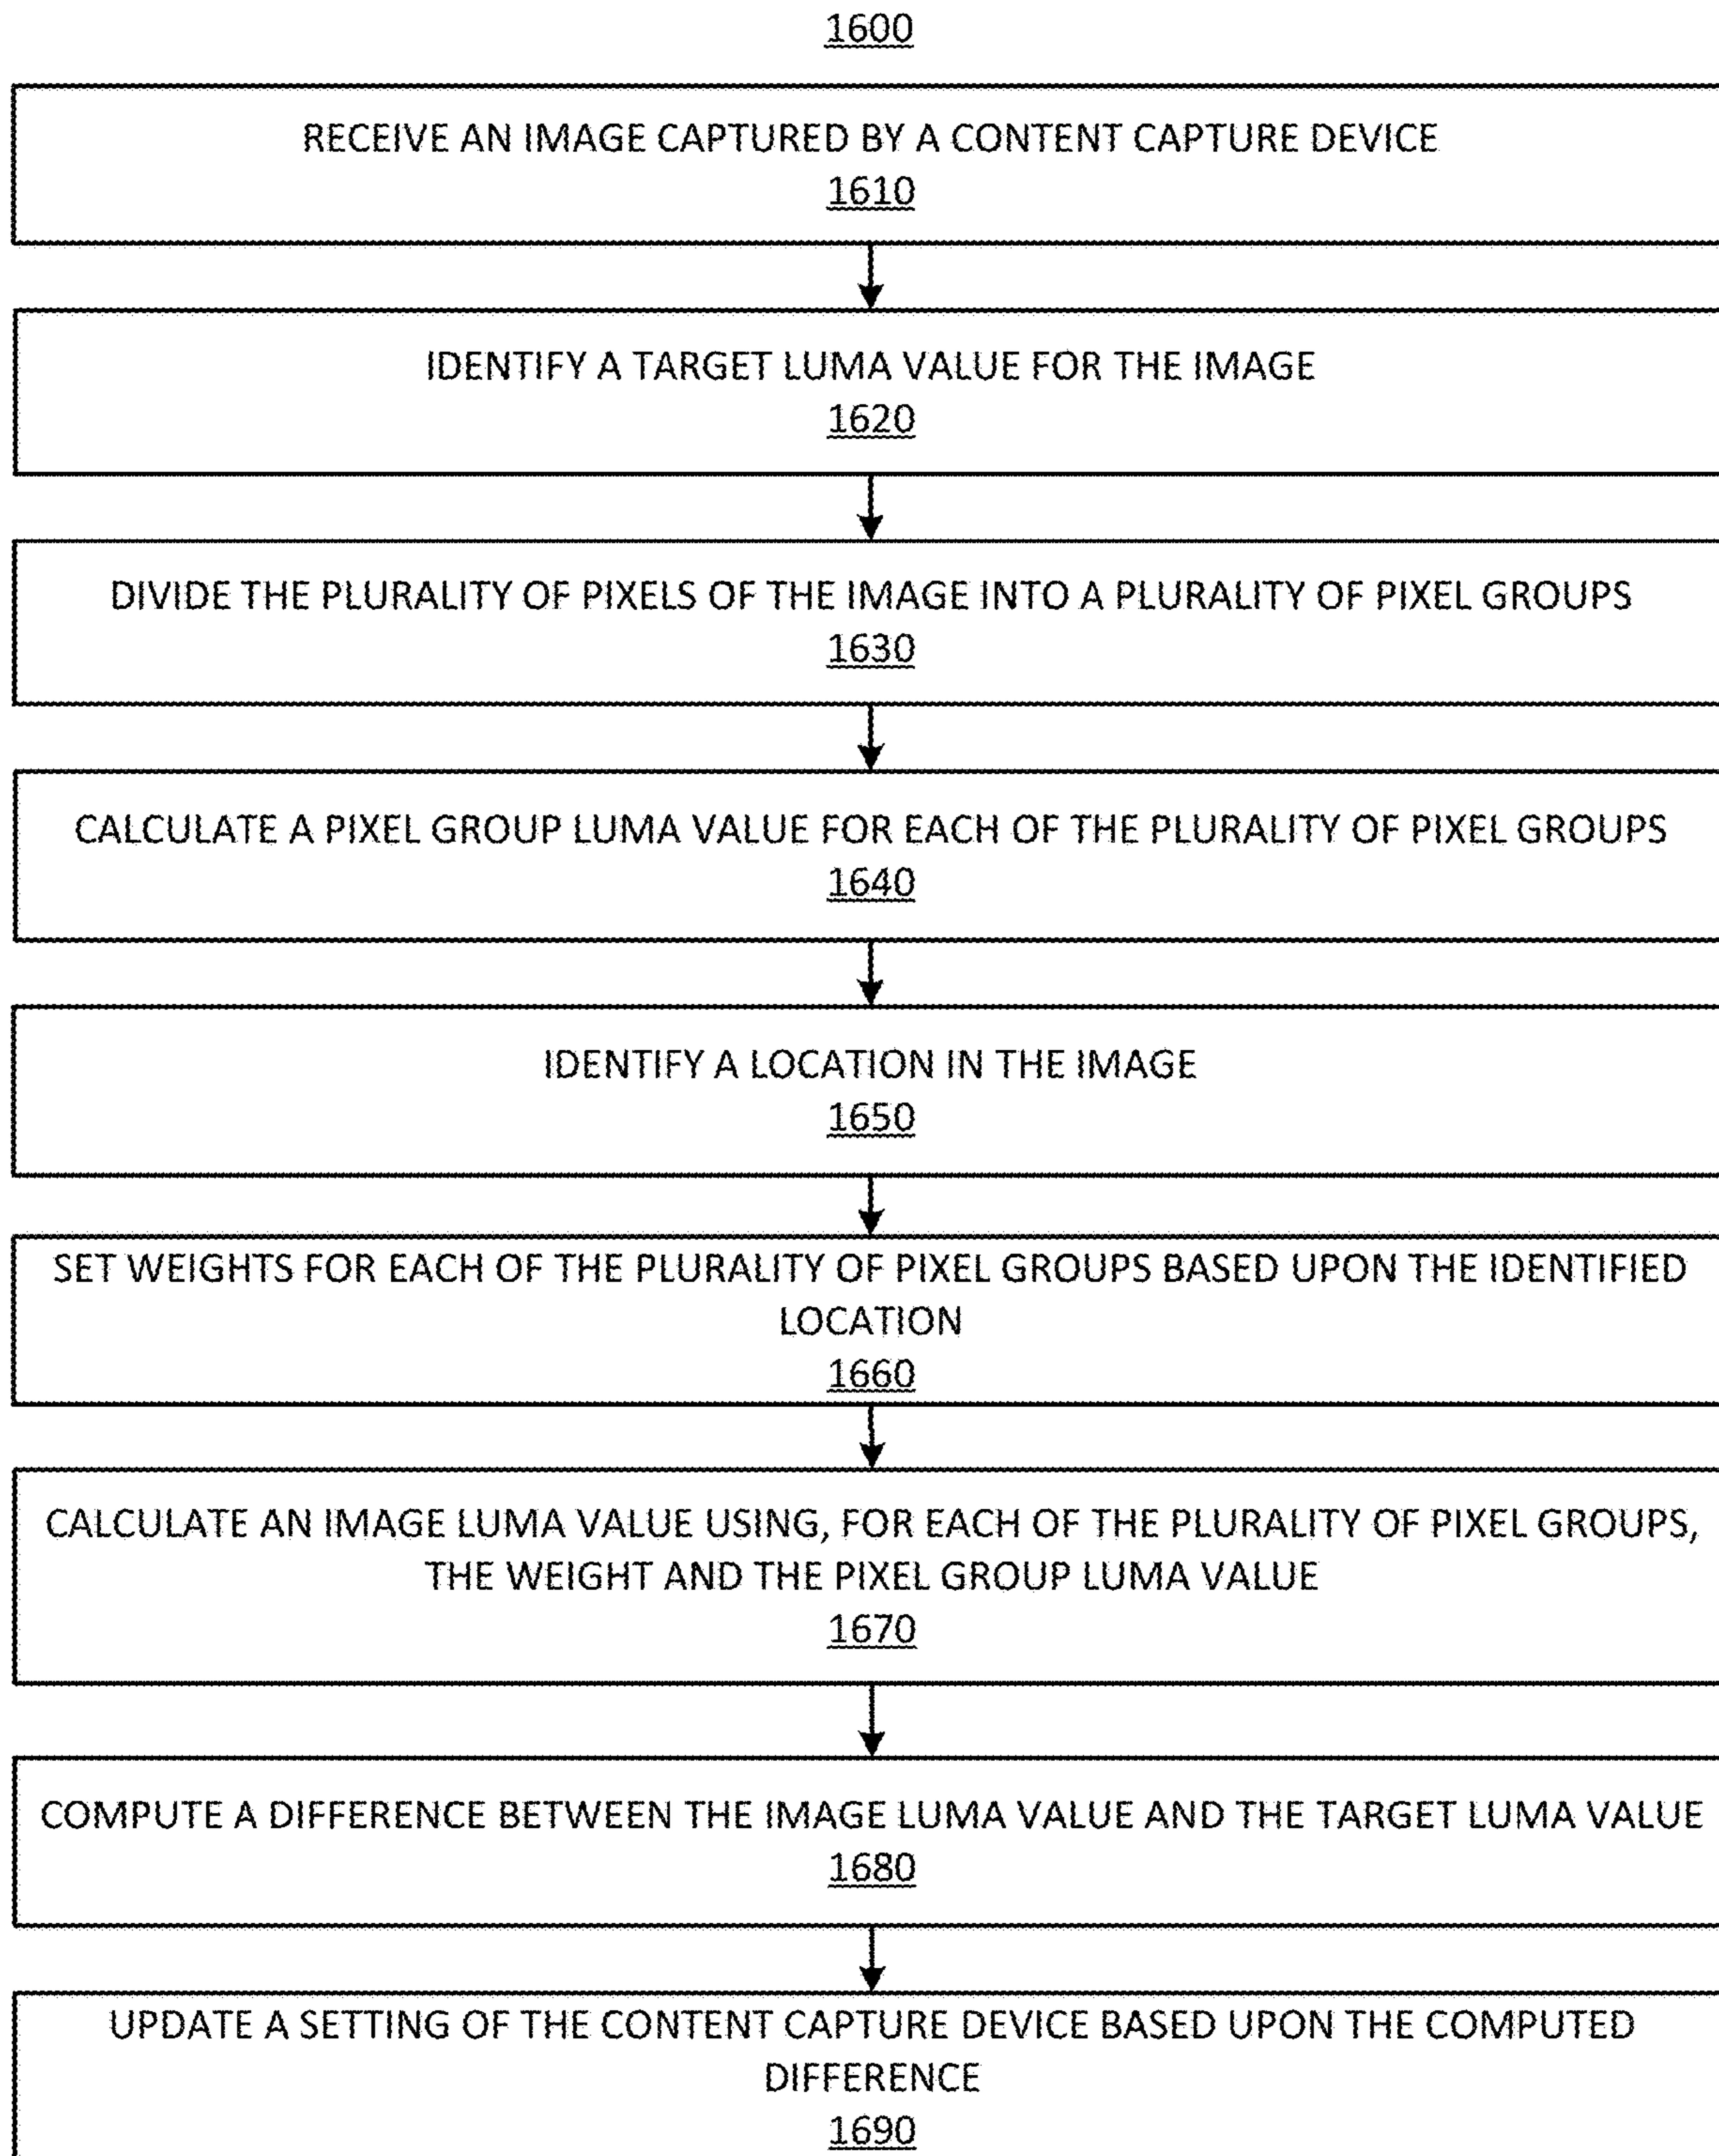 1600
RECEIVE AN IMAGE CAPTURED BY A CONTENT CAPTURE DEVICE
1610
IDENTIFY A TARGET LUMA VALUE FOR THE IMAGE
1620
DIVIDE THE PLURALITY OF PIXELS OF THE IMAGE INTO A PLURALITY OF PIXEL GROUPS
1630
CALCULATE A PIXEL GROUP LUMA VALUE FOR EACH OF THE PLURALITY OF PIXEL GROUPS
1640
IDENTIFY A LOCATION IN THE IMAGE
1650
SET WEIGHTS FOR EACH OF THE PLURALITY OF PIXEL GROUPS BASED UPON THE IDENTIFIED
LOCATION
1660
CALCULATE AN IMAGE LUMA VALUE USING, FOR EACH OF THE PLURALITY OF PIXEL GROUPS,
THE WEIGHT AND THE PIXEL GROUP LUMA VALUE
1670
COMPUTE A DIFFERENCE BETWEEN THE IMAGE LUMA VALUE AND THE TARGET LUMA VALUE
1680
UPDATE A SETTING OF THE CONTENT CAPTURE DEVICE BASED UPON THE COMPUTED
DIFFERENCE
1690